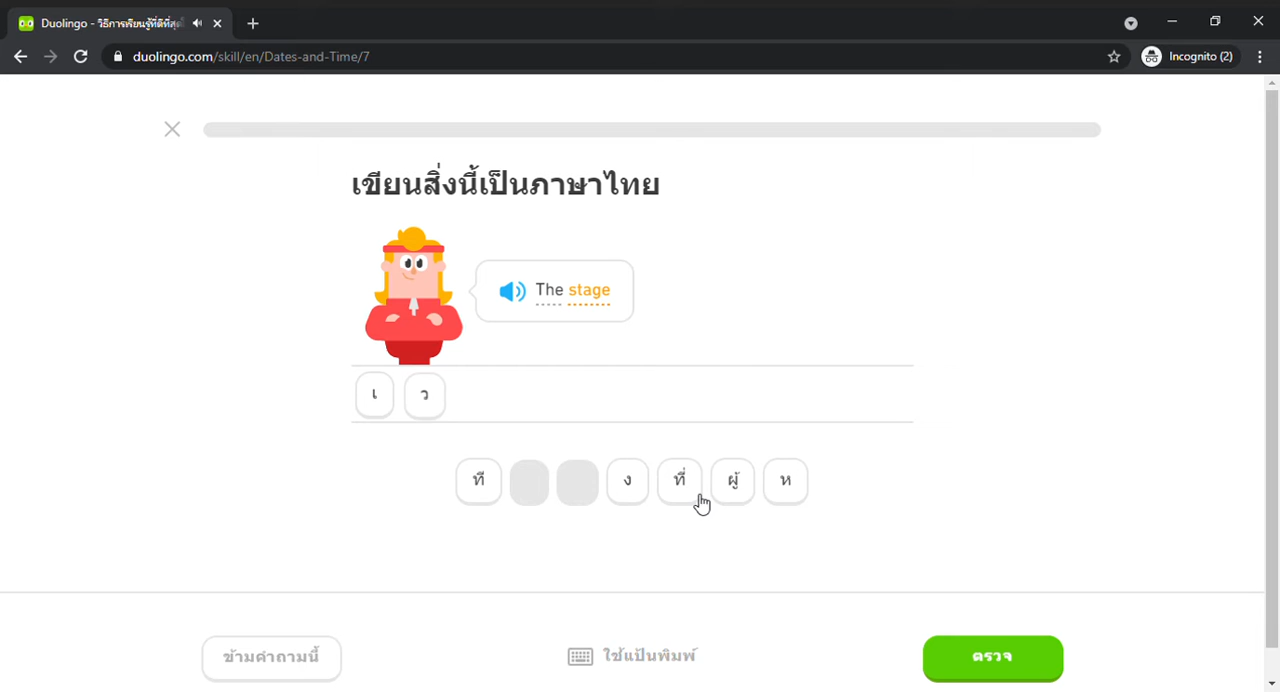 Duolingo - วิธีการเรียนรู้ที่ดีที่สุด
duolingo.com/skill/en/Dates-and-Time/7
Incognito (2)
เขียนสิ่งนี้เป็นภาษาไทย
The stage
เ ว
ที ง ที่ ผู้ ห
ข้ามคำถามนี้
ใช้แป้นพิมพ์
ตรวจ